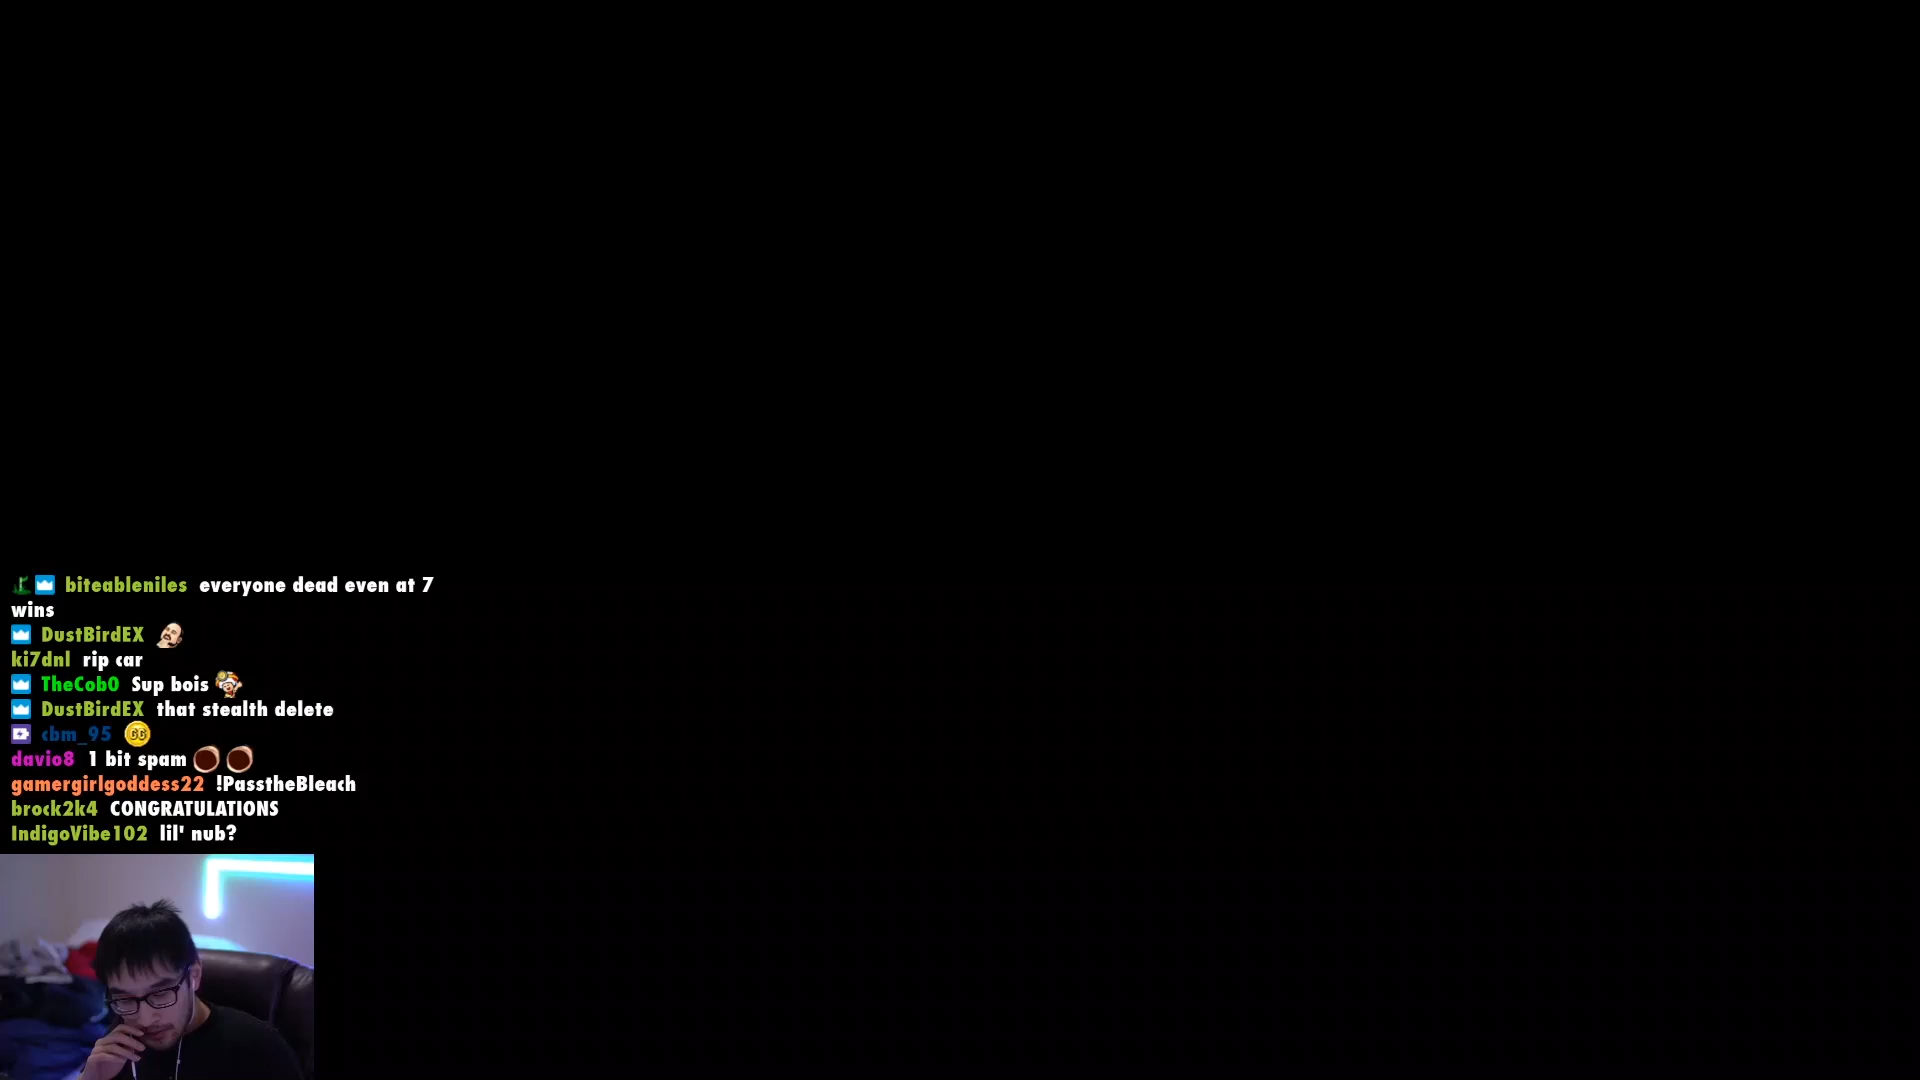 biteableniles everyone dead even at 7
wins
DustBirdEX
ki7dnl rip car
TheCob0 Sup bois
DustBirdEX that stealth delete
cbm_95 GG
davio8 1 bit spam
gamergirlgoddess22 !PasstheBleach
brock2k4 CONGRATULATIONS
IndigoVibe102 lil' nub?